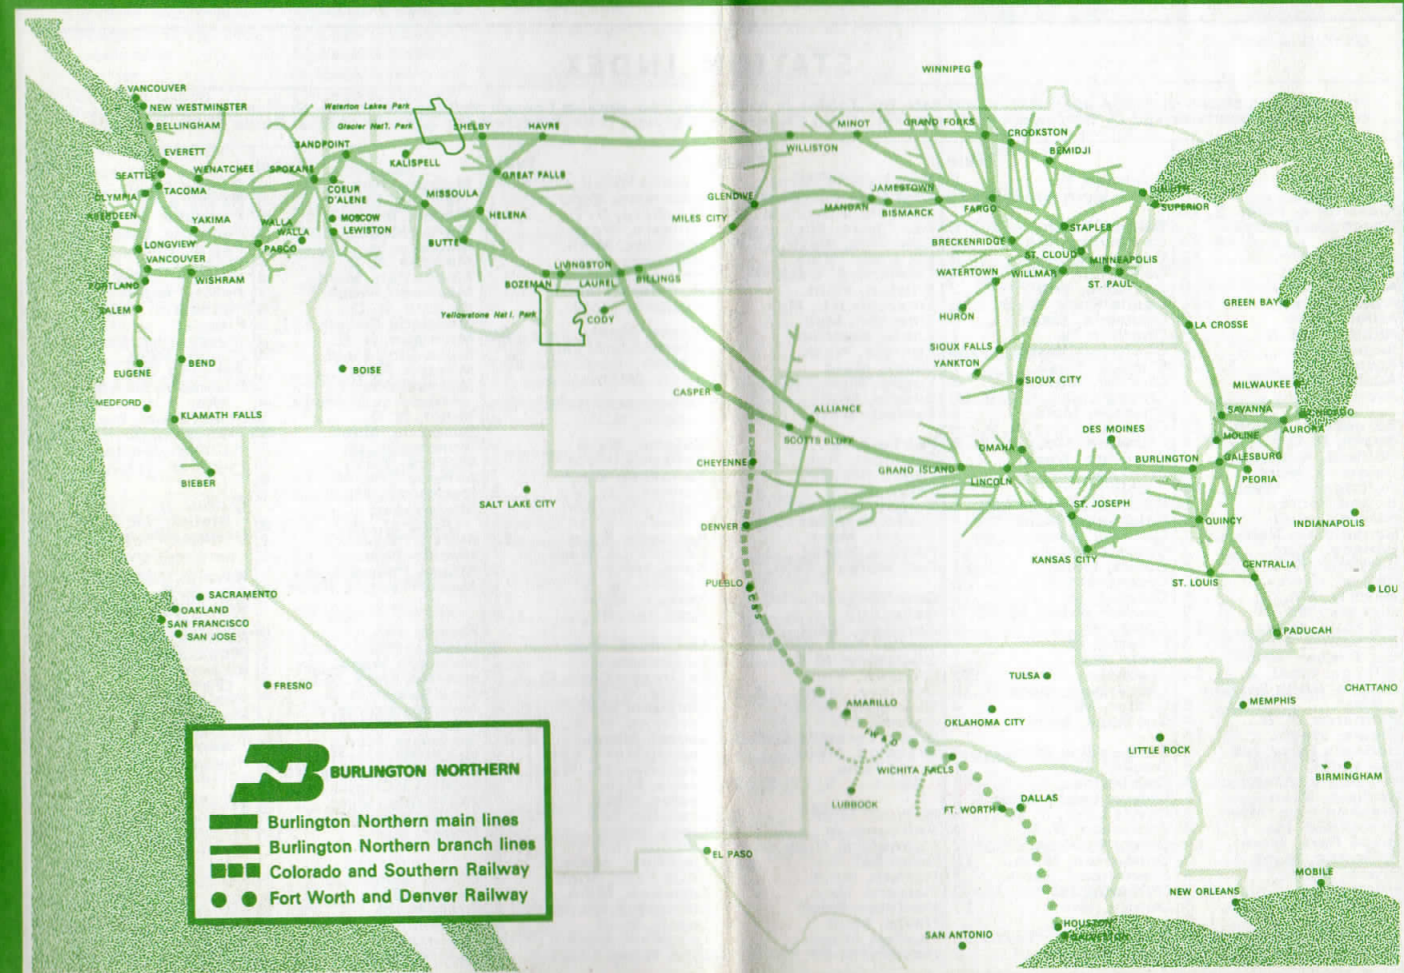 STATION INDEX
WINNIPEG
VANCOUVER
NEW WESTMINSTER
BELLINGHAM
Waterton Lakes Park
Glacier Nat'l. Park
SHELBY
HAVRE
MINOT
GRAND FORKS
CROOKSTON
WILLISTON
BEMIDJI
EVERETT
SANDPOINT
KALISPELL
SEATTLE
WENATCHEE
SPOKANE
TACOMA
COEUR
D'ALENE
GREAT FALLS
OLYMPIA
MISSOULA
GLENDIVE
JAMESTOWN
DULUTH
SUPERIOR
MANDAN
BISMARCK
FARGO
ABERDEEN
YAKIMA
WALLA
WALLA
MOSCOW
LEWISTON
HELENA
MILES CITY
STAPLES
LONGVIEW
PASCO
BUTTE
BRECKENRIDGE
ST. CLOUD
MINNEAPOLIS
VANCOUVER
WISHRAM
LIVINGSTON
BOZEMAN
LAUREL
BILLINGS
WATERTOWN
WILLMAR
ST. PAUL
PORTLAND
SALEM
Yellowstone Nat'l. Park
CODY
HURON
GREEN BAY
LA CROSSE
SIOUX FALLS
YANKTON
EUGENE
BEND
BOISE
SIOUX CITY
MILWAUKEE
CASPER
MEDFORD
KLAMATH FALLS
ALLIANCE
SAVANNA
CHICAGO
AURORA
SCOTTS BLUFF
DES MOINES
MOLINE
OMAHA
CHEYENNE
GRAND ISLAND
BURLINGTON
GALESBURG
BIEBER
LINCOLN
PEORIA
SALT LAKE CITY
ST. JOSEPH
DENVER
QUINCY
INDIANAPOLIS
KANSAS CITY
CENTRALIA
PUEBLO
ST. LOUIS
C & S
LOU
SACRAMENTO
OAKLAND
SAN FRANCISCO
SAN JOSE
PADUCAH
FRESNO
TULSA
CHATTANO
AMARILLO
MEMPHIS
OKLAHOMA CITY
FW & D
LITTLE ROCK
WICHITA FALLS
BIRMINGHAM
LUBBOCK
FT. WORTH
DALLAS
EL PASO
MOBILE
NEW ORLEANS
HOUSTON
GALVESTON
SAN ANTONIO
BN BURLINGTON NORTHERN
Burlington Northern main lines
Burlington Northern branch lines
Colorado and Southern Railway
Fort Worth and Denver Railway